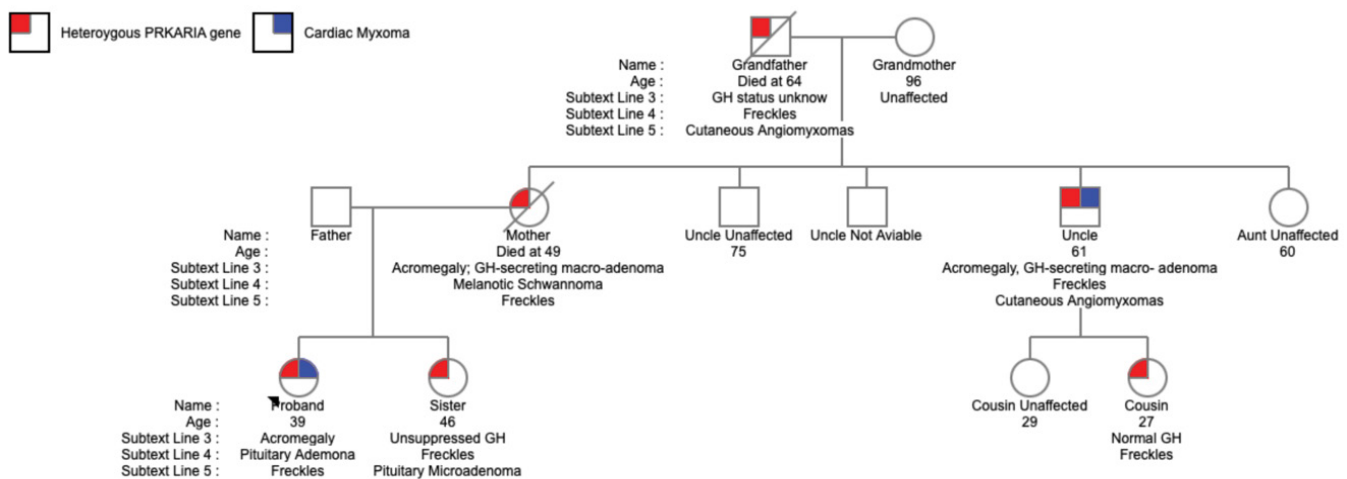 Heteroygous PRKARIA gene
Cardiac Myxoma
Name : Grandfather Grandmother
Age : Died at 64 96
Subtext Line 3 : GH status unknow Unaffected
Subtext Line 4 : Freckles
Subtext Line 5 : Cutaneous Angiomyxomas
Name : Father Mother Uncle Unaffected Uncle Not Aviable Uncle Aunt Unaffected
Age : Died at 49 75 61 60
Subtext Line 3 : Acromegaly; GH-secreting macro-adenoma Acromegaly, GH-secreting macro- adenoma
Subtext Line 4 : Melanotic Schwannoma Freckles
Subtext Line 5 : Freckles Cutaneous Angiomyxomas
Name : Proband Sister Cousin Unaffected Cousin
Age : 39 46 29 27
Subtext Line 3 : Acromegaly Unsuppressed GH Normal GH
Subtext Line 4 : Pituitary Ademona Freckles Freckles
Subtext Line 5 : Freckles Pituitary Microadenoma